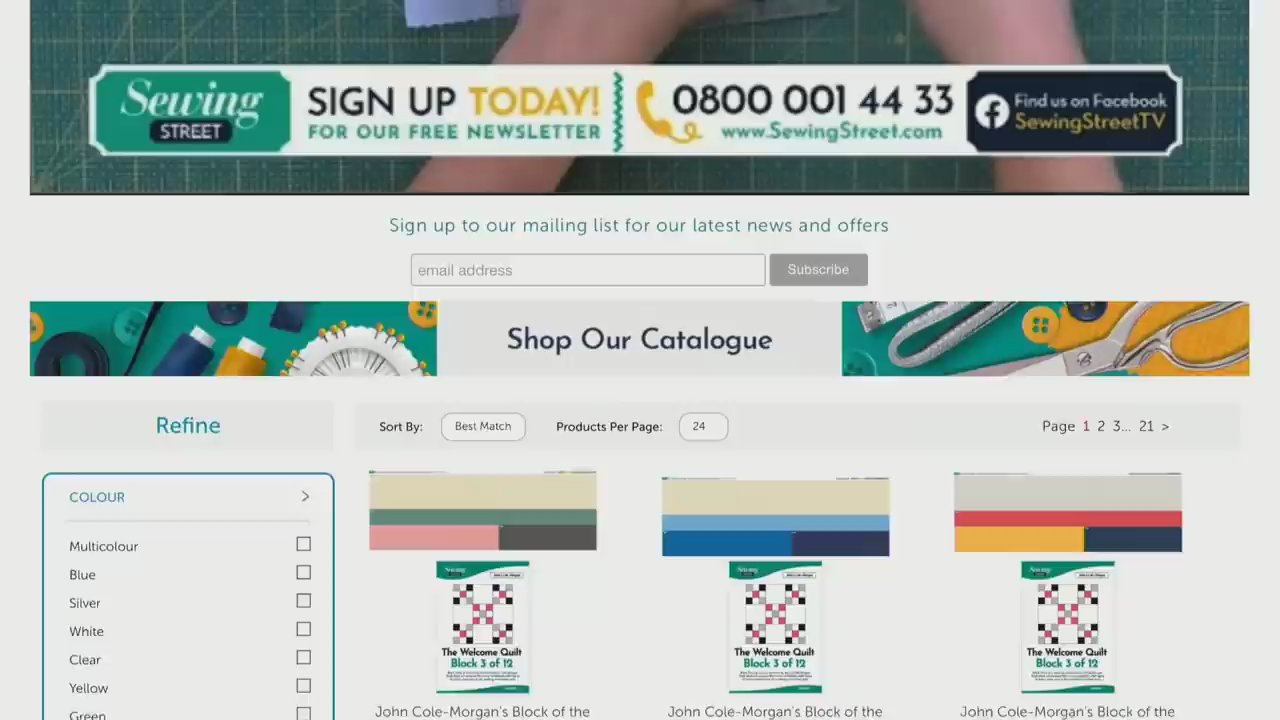 Sewing
STREET
SIGN UP TODAY!
FOR OUR FREE NEWSLETTER
0800 001 44 33
www.SewingStreet.com
Find us on Facebook
SewingStreetTV
Sign up to our mailing list for our latest news and offers
email address
Subscribe
Shop Our Catalogue
Refine
Sort By: Best Match Products Per Page: 24 Page 1 2 3... 21 >
COLOUR >
Multicolour
Blue
Silver
White
Clear
Yellow
Green
Sewing
The Welcome Quilt
Block 3 of 12
John Cole-Morgan's Block of the
Sewing
The Welcome Quilt
Block 3 of 12
John Cole-Morgan's Block of the
Sewing
The Welcome Quilt
Block 3 of 12
John Cole-Morgan's Block of the